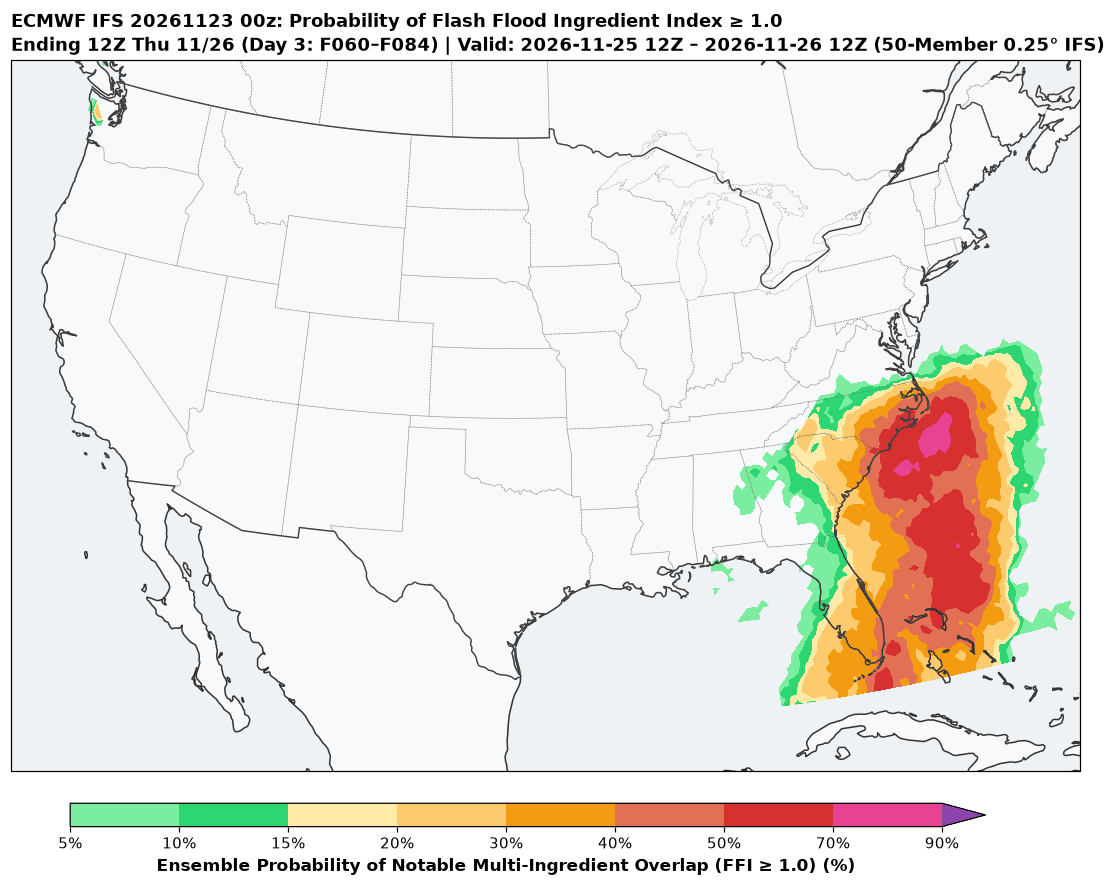 ECMWF IFS 20261123 00z: Probability of Flash Flood Ingredient Index ≥ 1.0
Ending 12Z Thu 11/26 (Day 3: F060–F084) | Valid: 2026-11-25 12Z – 2026-11-26 12Z (50-Member 0.25° IFS)
5% 10% 15% 20% 30% 40% 50% 70% 90%
Ensemble Probability of Notable Multi-Ingredient Overlap (FFI ≥ 1.0) (%)